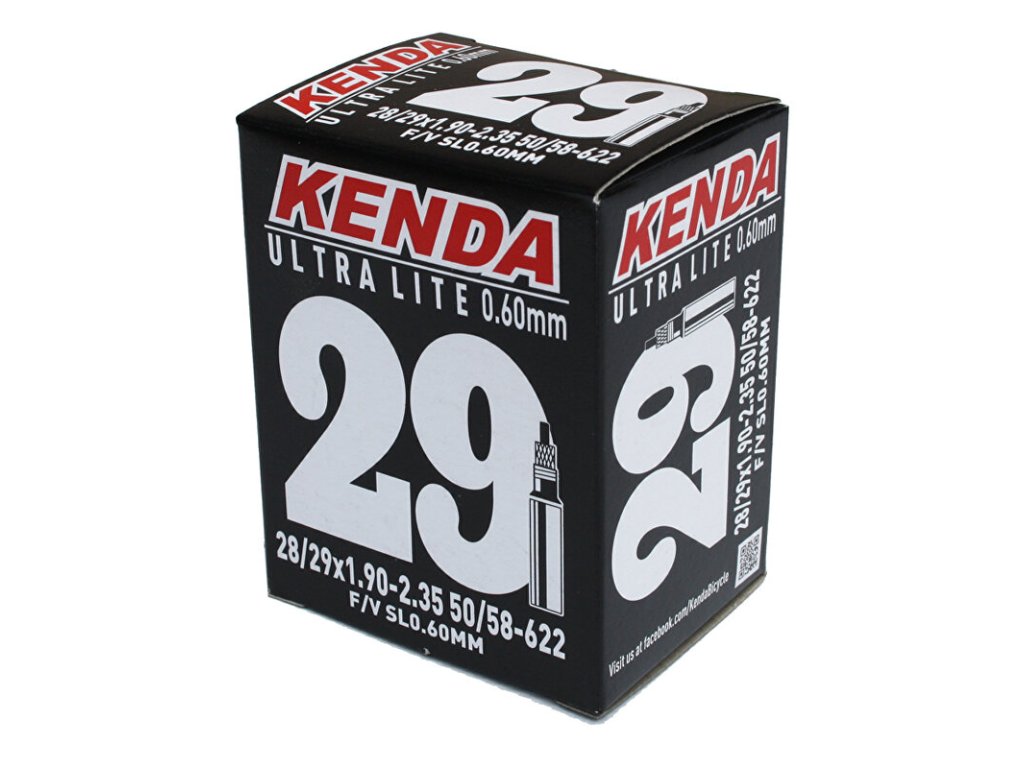 KENDA
ULTRA LITE 0.60mm
29
28/29x1.90-2.35 50/58-622
F/V SL0.60MM
KENDA
ULTRA LITE 0.60mm
29
28/29x1.90-2.35 50/58-622
F/V SL0.60MM
KENDA
ULTRA LITE 0.60mm
29
28/29x1.90-2.35 50/58-622
F/V SL0.60MM
Visit us at facebook.com/KendaBicycle